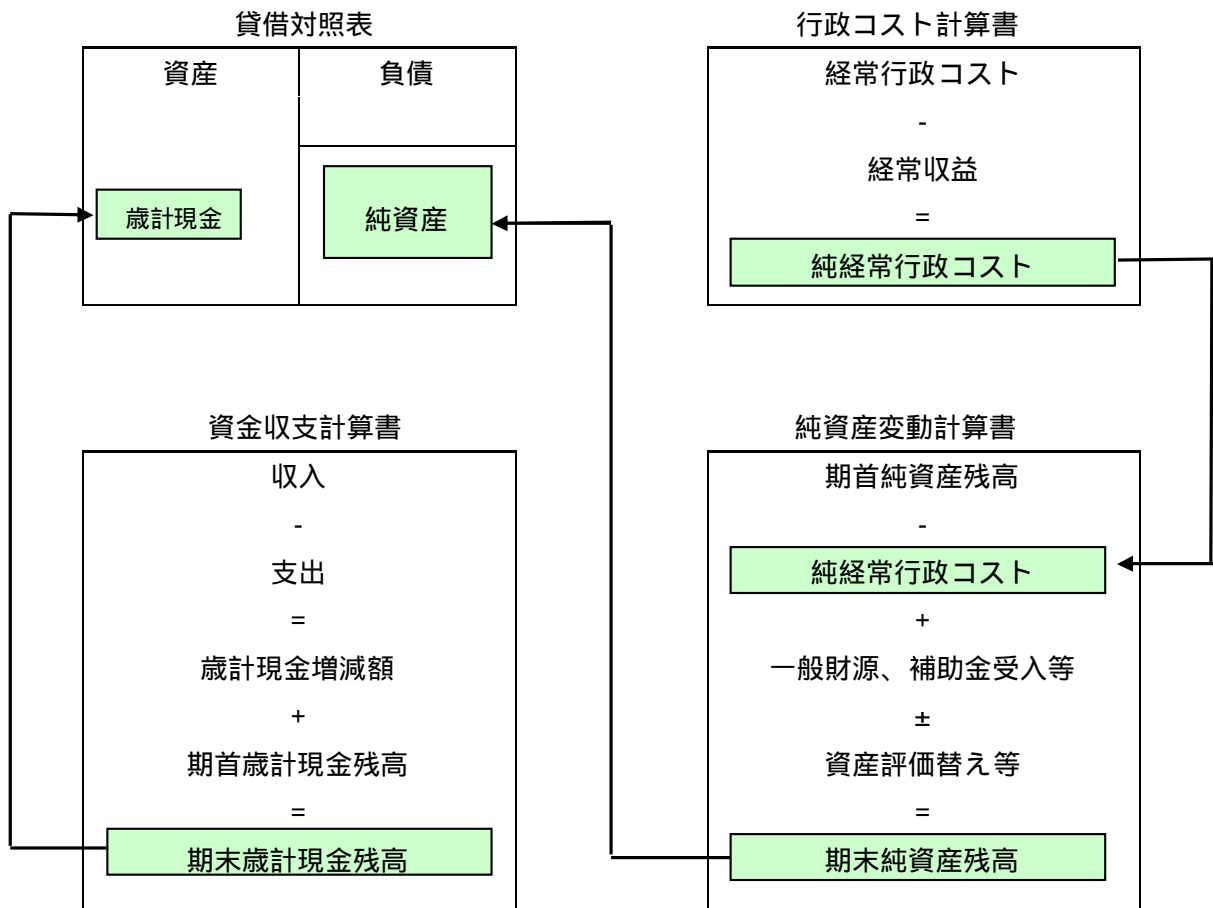 貸借対照表
資産
負債
歳計現金
純資産
行政コスト計算書
経常行政コスト
-
経常収益
=
純経常行政コスト
資金収支計算書
収入
-
支出
=
歳計現金増減額
+
期首歳計現金残高
=
期末歳計現金残高
純資産変動計算書
期首純資産残高
-
純経常行政コスト
+
一般財源、補助金受入等
±
資産評価替え等
=
期末純資産残高